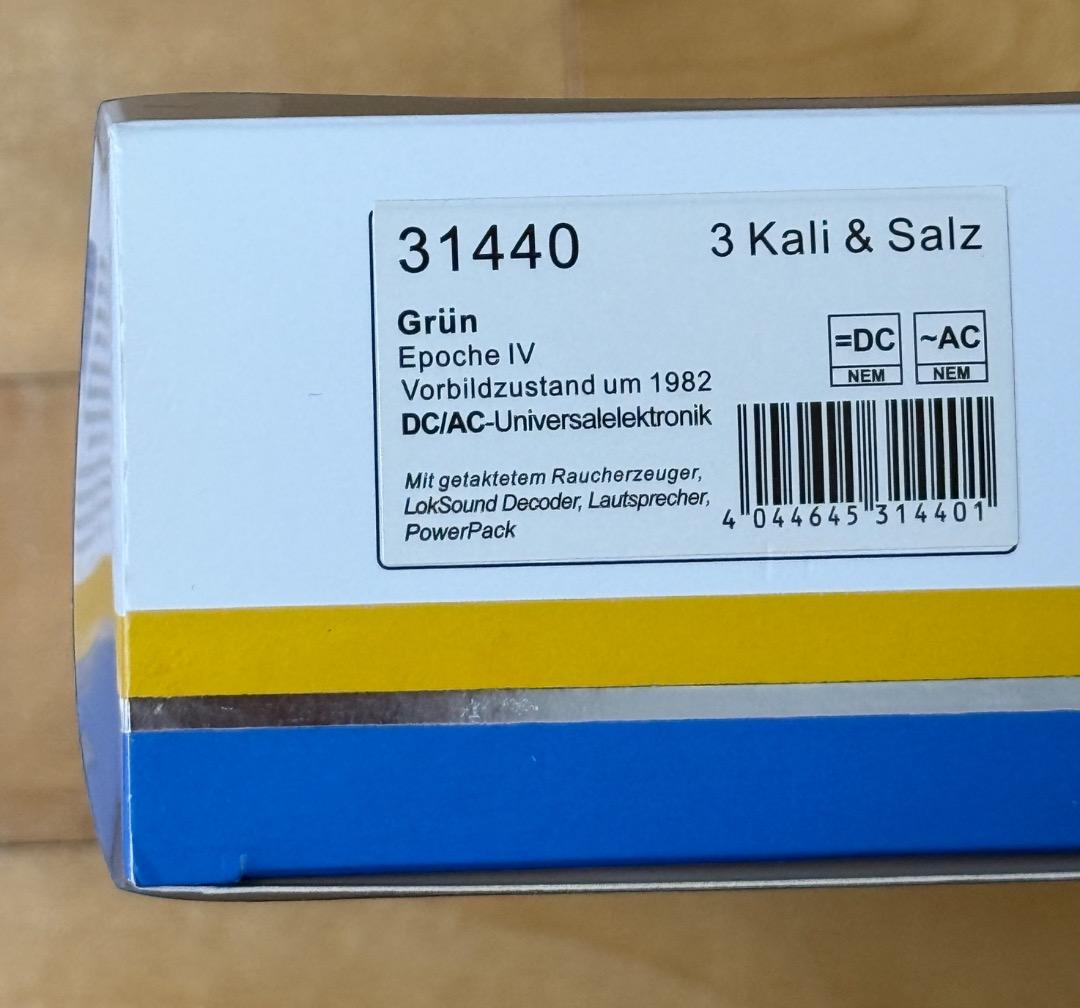 31440
3 Kali & Salz
Grün
Epoche IV
Vorbildzustand um 1982
DC/AC-Universalelektronik
=DC
NEM
~AC
NEM
Mit getaktetem Raucherzeuger,
LokSound Decoder, Lautsprecher,
PowerPack
4 044645 314401